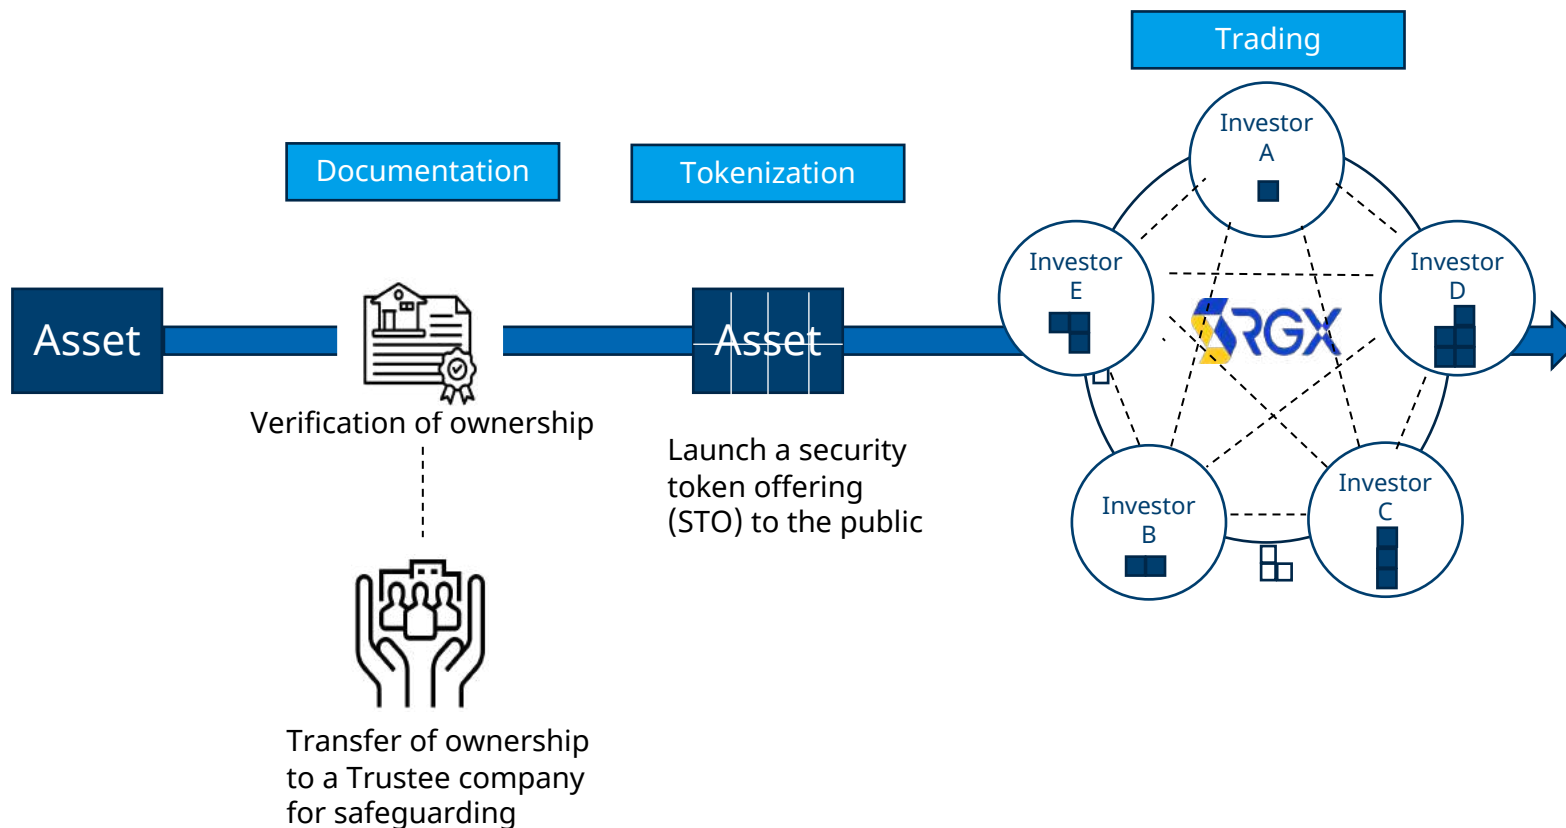 Trading
Documentation
Tokenization
Asset
Verification of ownership
Transfer of ownership
to a Trustee company
for safeguarding
Asset
Launch a security
token offering
(STO) to the public
Investor
A
Investor
E
Investor
D
SRGX
Investor
B
Investor
C